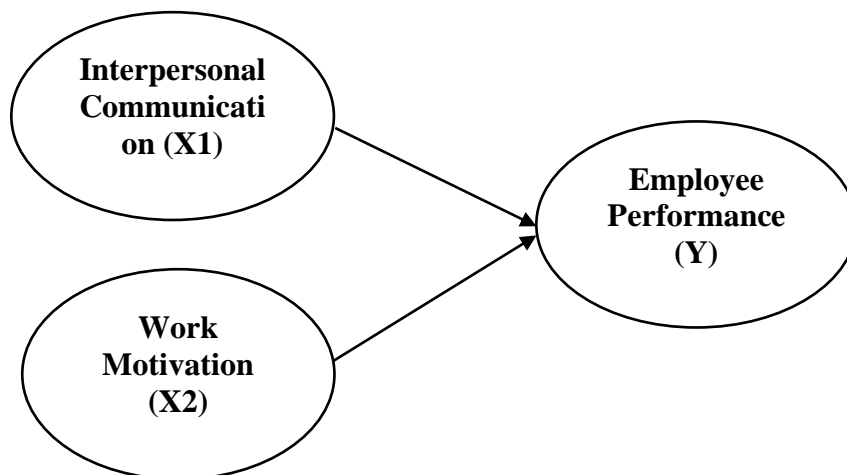 Interpersonal
Communicati
on (X1)
Employee
Performance
(Y)
Work
Motivation
(X2)